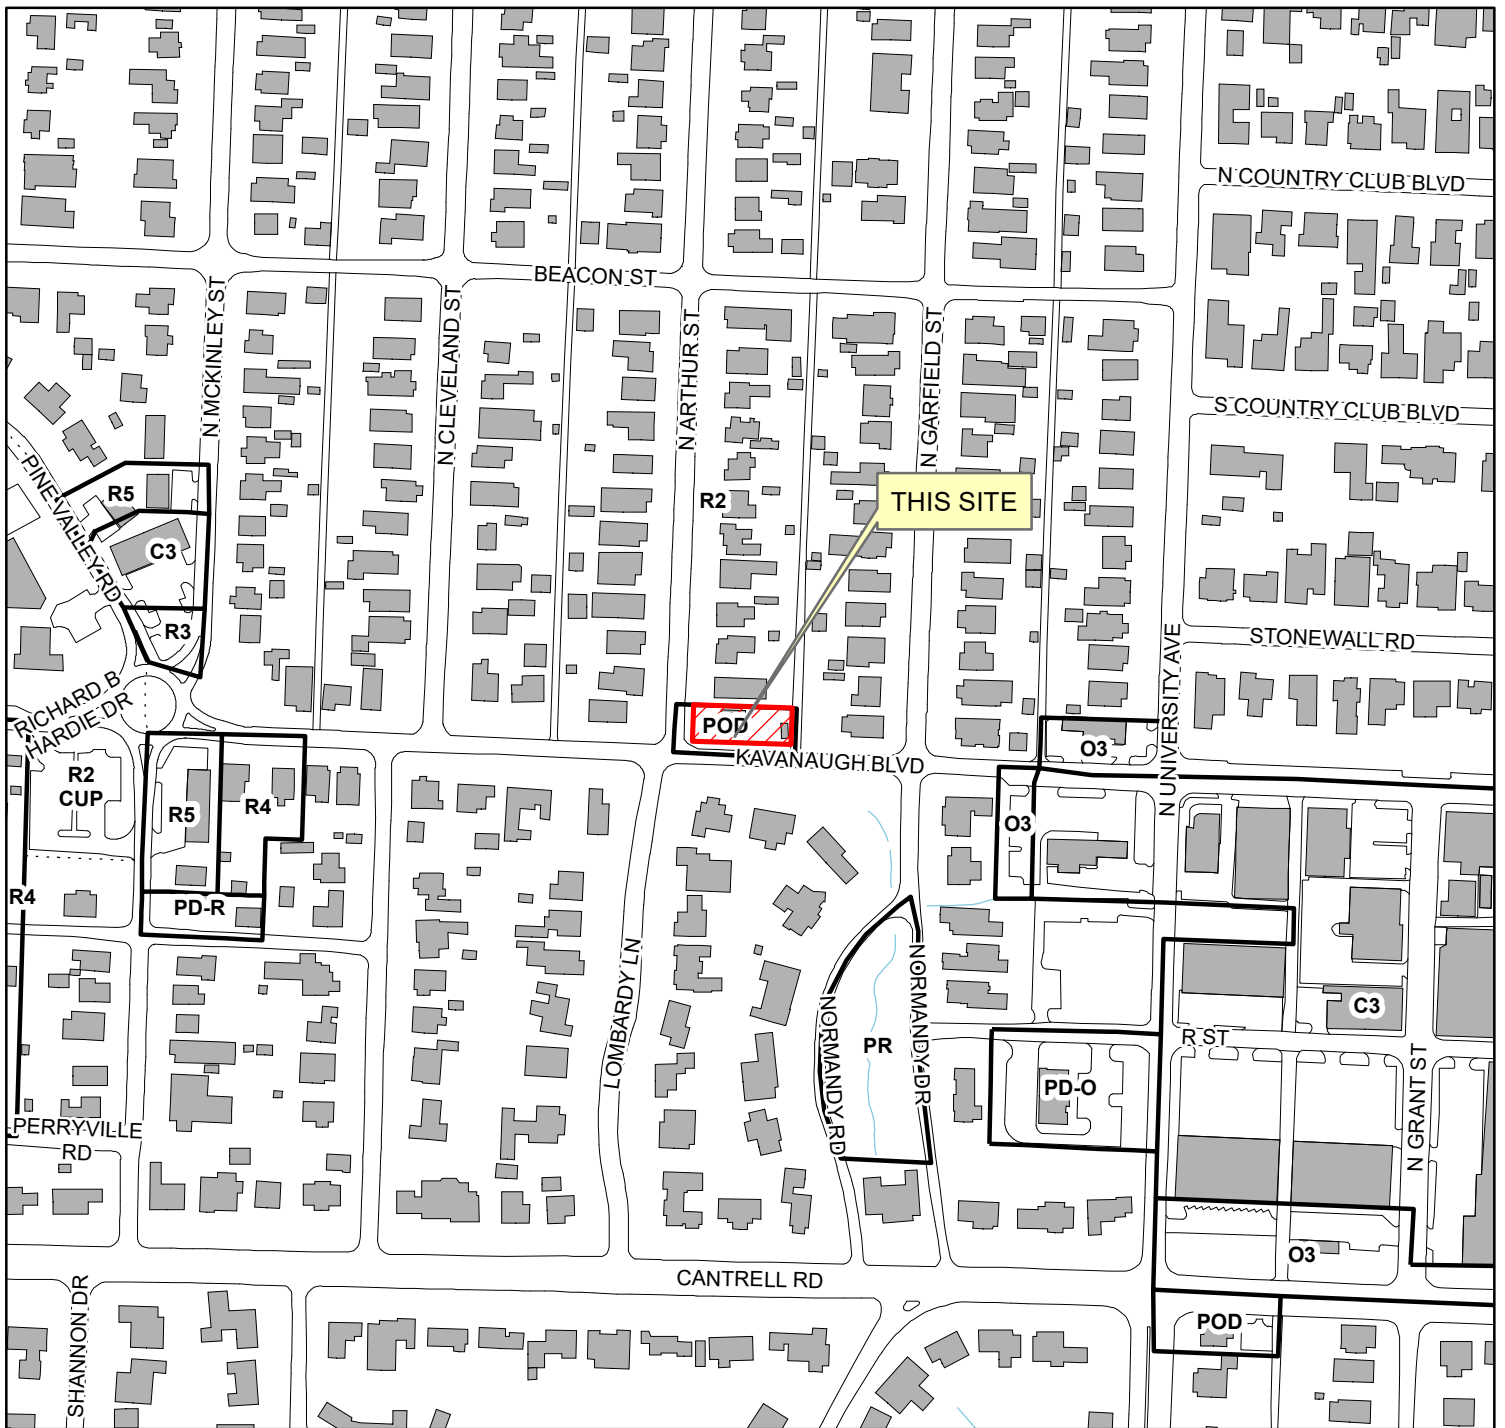 N COUNTRY CLUB BLVD
BEACON ST
N MCKINLEY ST
N CLEVELAND ST
N ARTHUR ST
N GARFIELD ST
S COUNTRY CLUB BLVD
PINE VALLEY RD
R5
R2
THIS SITE
C3
R3
N UNIVERSITY AVE
STONEWALL RD
RICHARD B
HARDIE DR
POD
KAVANAUGH BLVD
O3
R2
CUP
R5
R4
O3
R4
PD-R
LOMBARDY LN
NORMANDY RD
NORMANDY DR
PR
C3
R ST
PD-O
N GRANT ST
PERRYVILLE
RD
O3
CANTRELL RD
SHANNON DR
POD